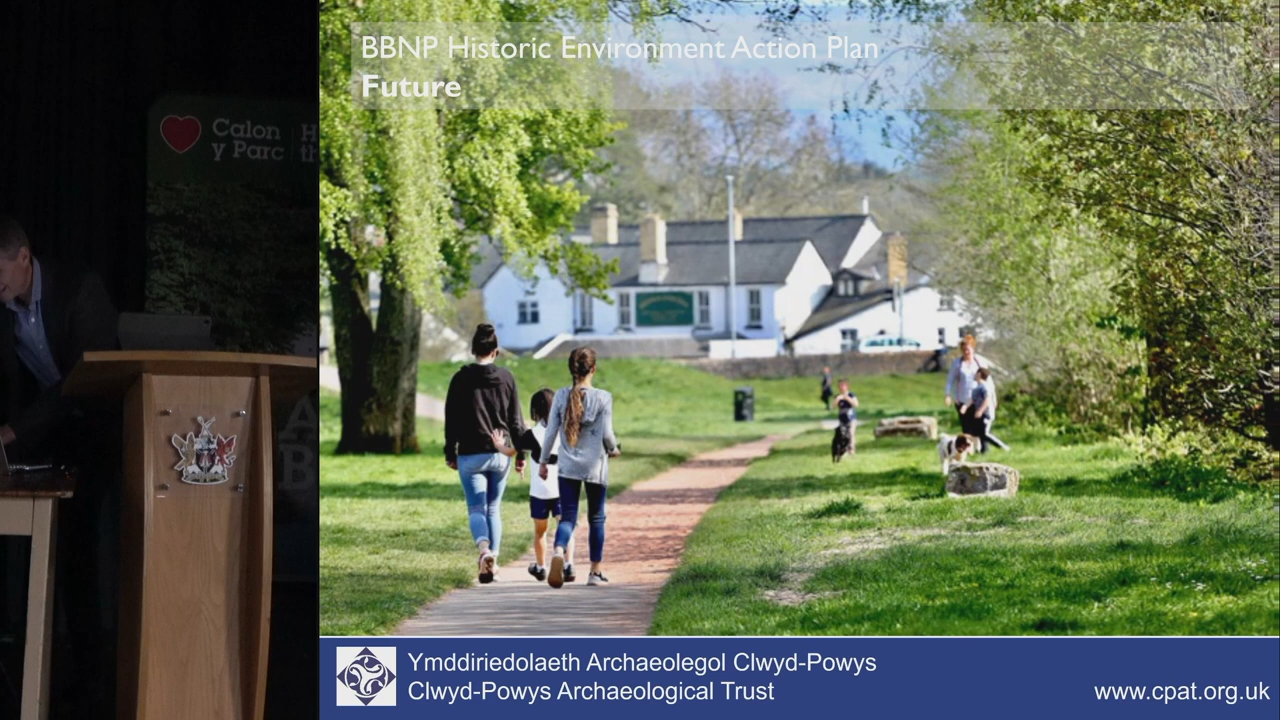 BBNP Historic Environment Action Plan
Future
Calon
y Parc
Ymddiriedolaeth Archaeolegol Clwyd-Powys
Clwyd-Powys Archaeological Trust
www.cpat.org.uk